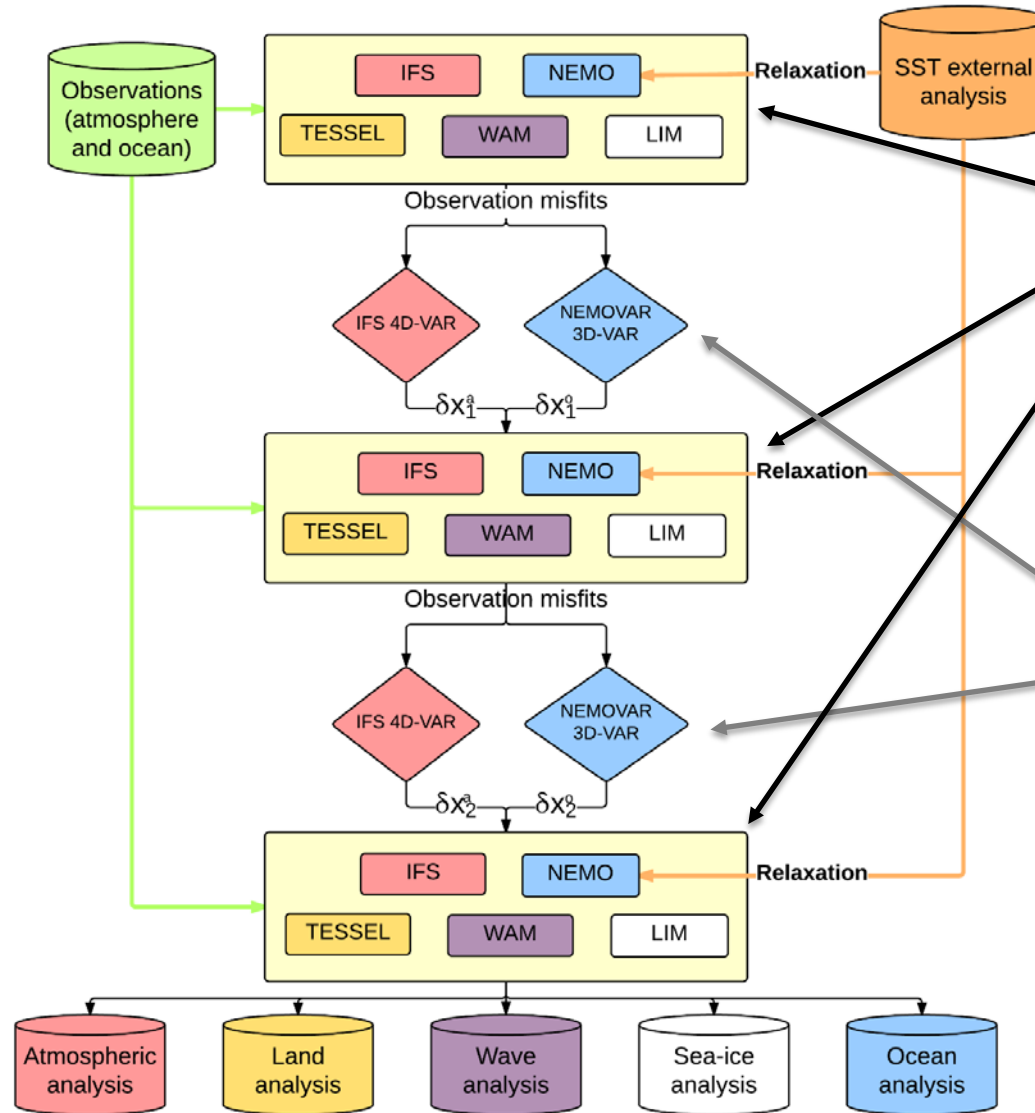 Observations
(atmosphere
and ocean)
IFS
NEMO
Relaxation
SST external
analysis
TESSEL
WAM
LIM
Observation misfits
IFS 4D-VAR
NEMOVAR
3D-VAR
δx₁ᵃ
δx₁ᵒ
IFS
NEMO
Relaxation
TESSEL
WAM
LIM
Observation misfits
IFS 4D-VAR
NEMOVAR
3D-VAR
δx₂ᵃ
δx₂ᵒ
IFS
NEMO
Relaxation
TESSEL
WAM
LIM
Atmospheric
analysis
Land
analysis
Wave
analysis
Sea-ice
analysis
Ocean
analysis